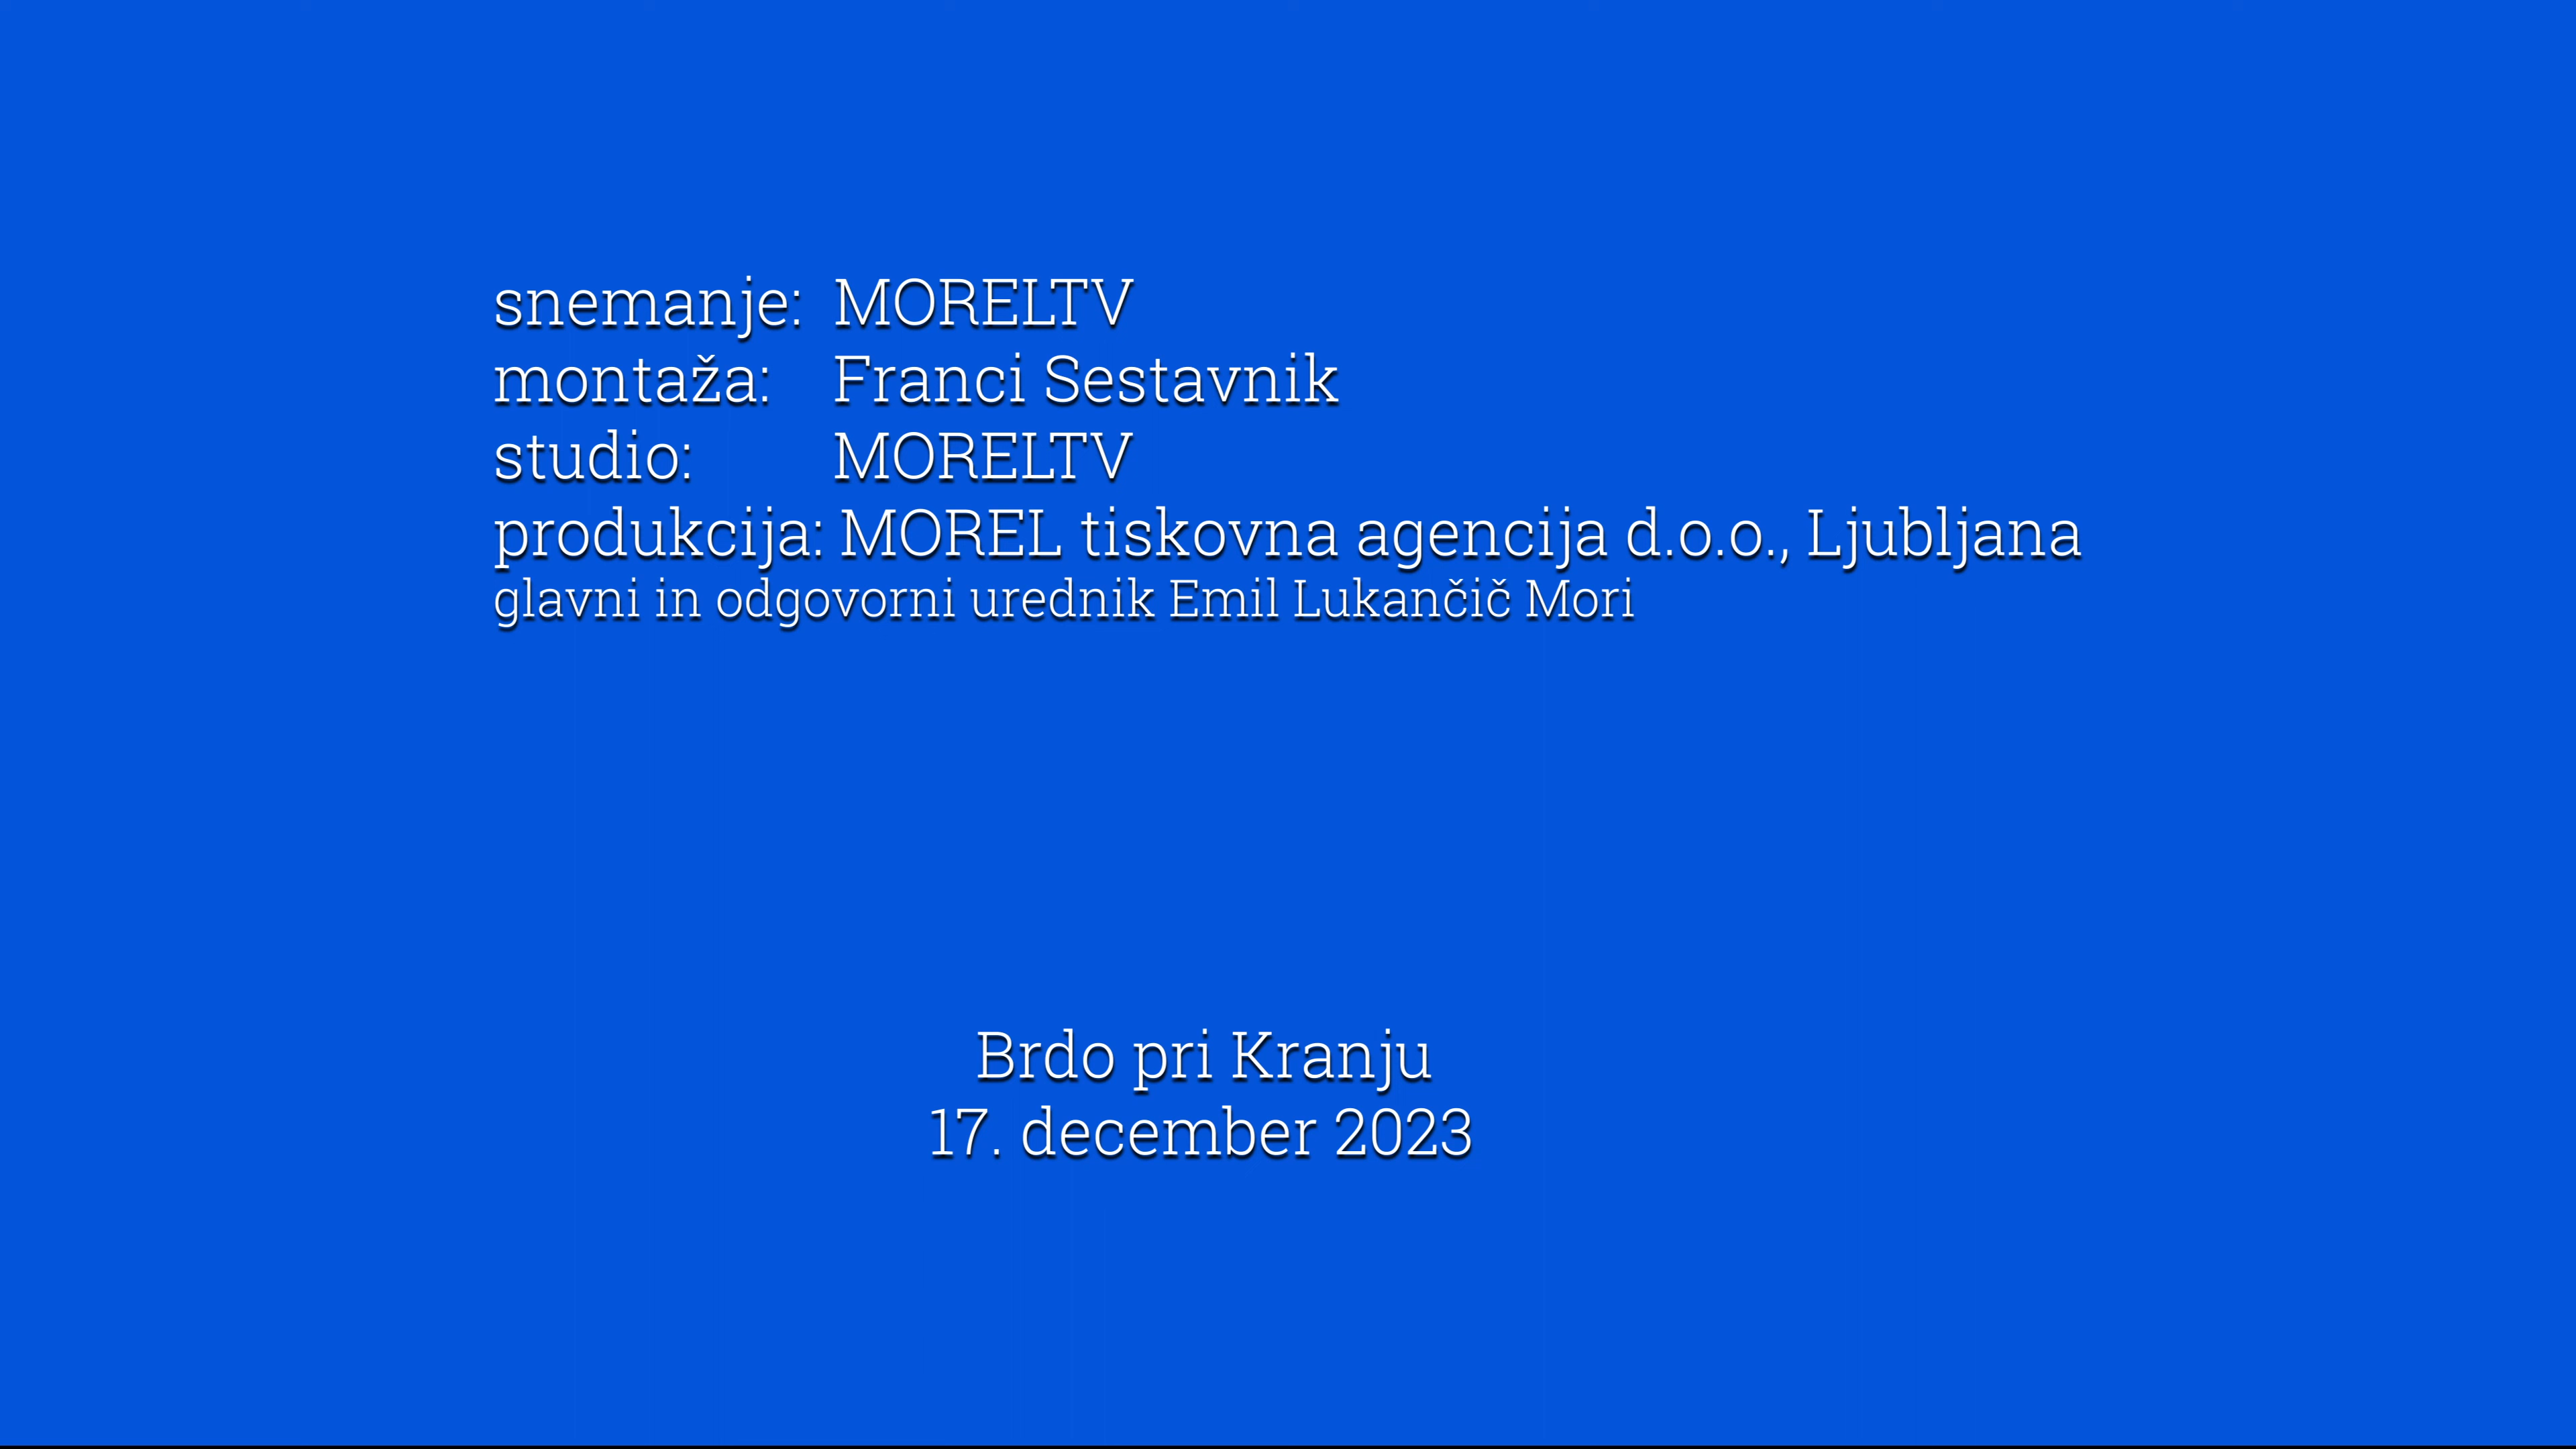 snemanje: MORELTV
montaža: Franci Sestavnik
studio: MORELTV
produkcija: MOREL tiskovna agencija d.o.o., Ljubljana
glavni in odgovorni urednik Emil Lukančič Mori
Brdo pri Kranju
17. december 2023